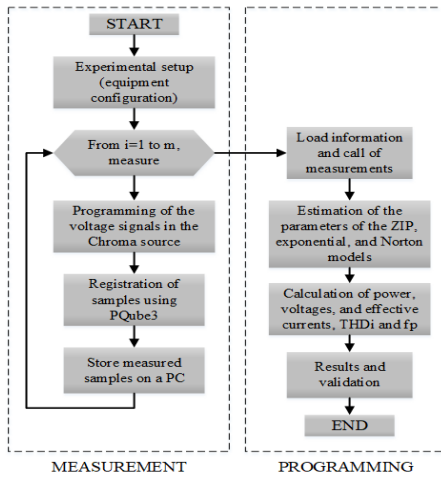 START
Experimental setup
(equipment
configuration)
From i=1 to m,
measure
Programming of the
voltage signals in the
Chroma source
Registration of
samples using
PQube3
Store measured
samples on a PC
MEASUREMENT
Load information
and call of
measurements
Estimation of the
parameters of the ZIP,
exponential, and Norton
models
Calculation of power,
voltages, and effective
currents, THDi and fp
Results and
validation
END
PROGRAMMING